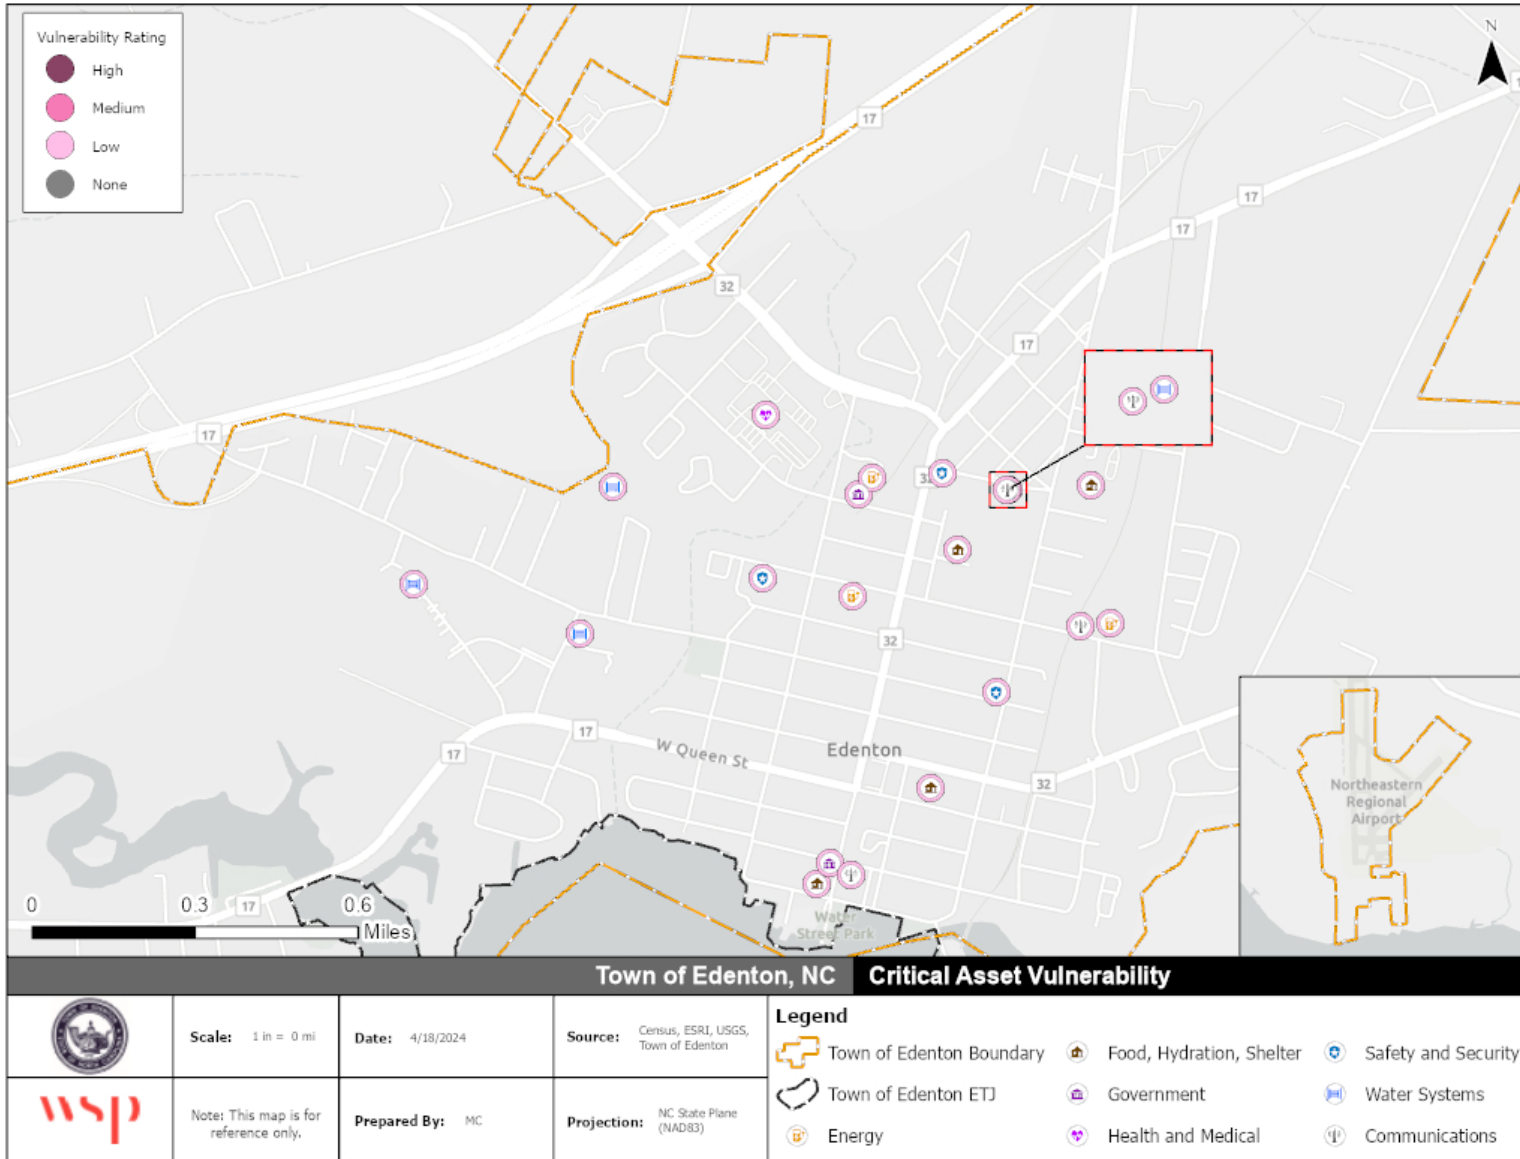 Vulnerability Rating
High
Medium
Low
None
N
17
17
17
32
17
17
32
32
17
17
W Queen St
Edenton
32
Northeastern
Regional
Airport
Water
Street Park
17
0 0.3 0.6
Miles
Town of Edenton, NC Critical Asset Vulnerability
Scale: 1 in = 0 mi
Date: 4/18/2024
Source: Census, ESRI, USGS,
Town of Edenton
wsp
Note: This map is for
reference only.
Prepared By: MC
Projection: NC State Plane
(NAD83)
Legend
Town of Edenton Boundary
Town of Edenton ETJ
Energy
Food, Hydration, Shelter
Government
Health and Medical
Safety and Security
Water Systems
Communications